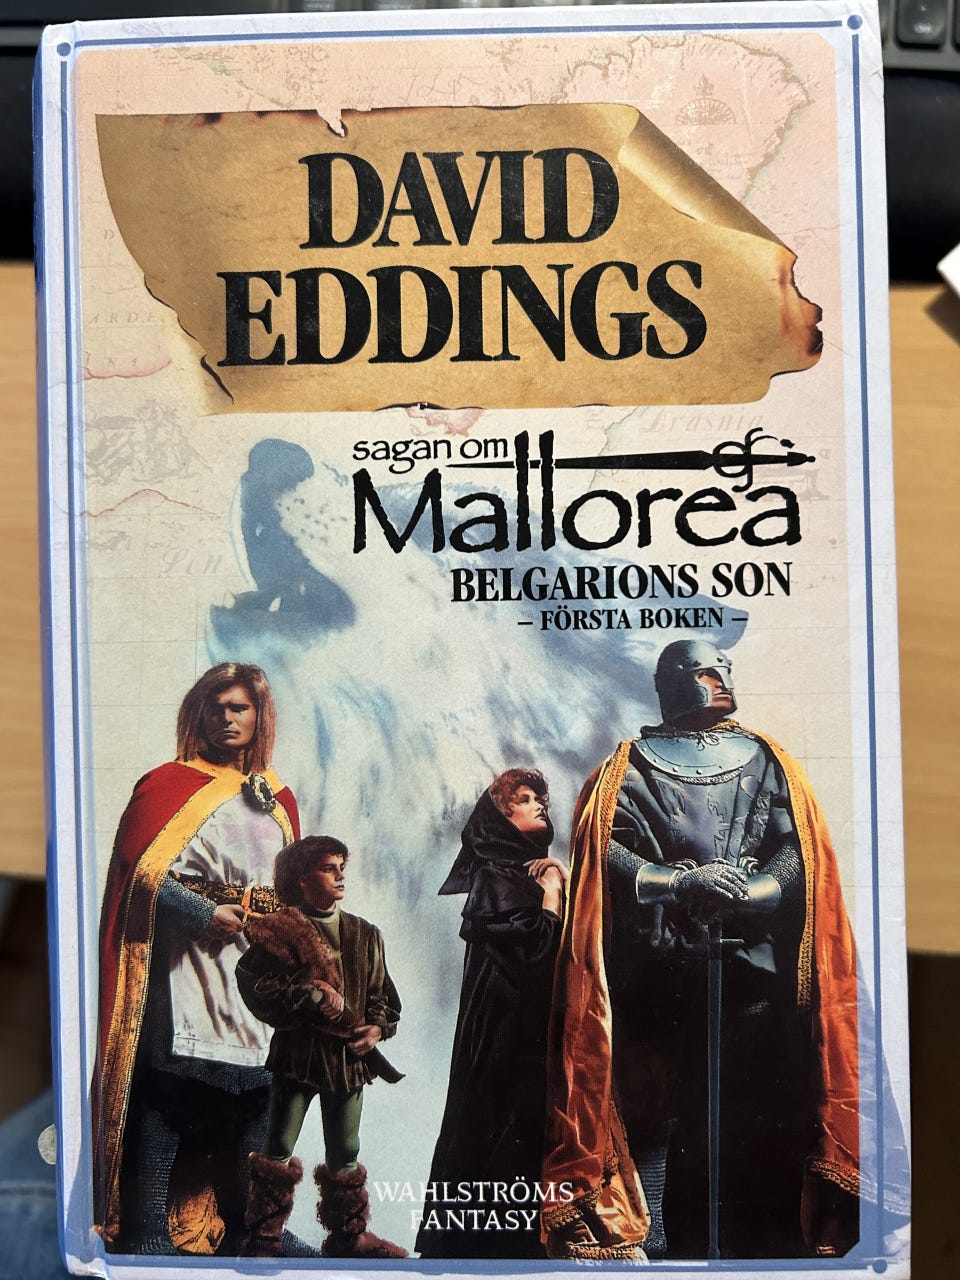 DAVID
EDDINGS
sagan om
Mallorea
BELGARIONS SON
– FÖRSTA BOKEN –
WAHLSTRÖMS
FANTASY